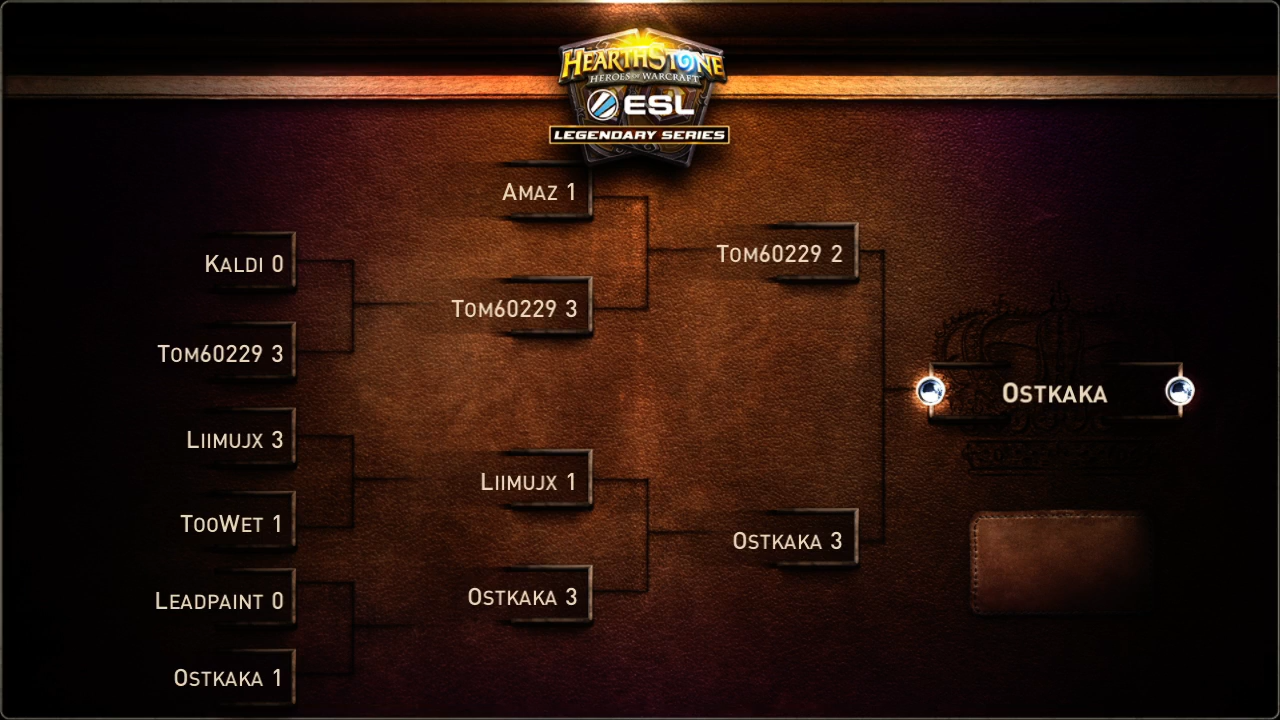 HEARTHSTONE
HEROES OF WARCRAFT
ESL
LEGENDARY SERIES
KALDI 0
TOM60229 3
LIIMUJX 3
TOOWET 1
LEADPAINT 0
OSTKAKA 1
AMAZ 1
TOM60229 3
LIIMUJX 1
OSTKAKA 3
TOM60229 2
OSTKAKA 3
OSTKAKA